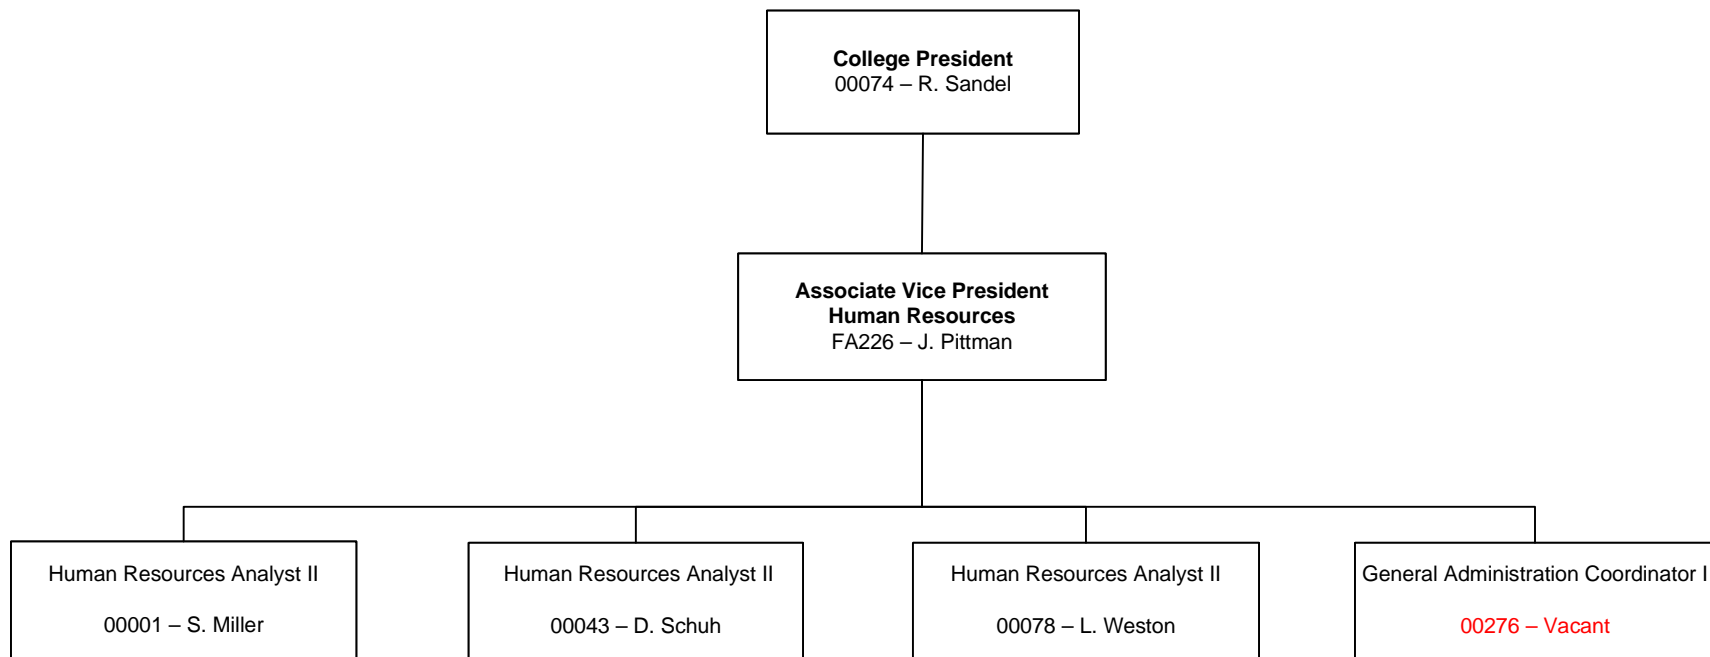 College President
00074 – R. Sandel
Associate Vice President
Human Resources
FA226 – J. Pittman
Human Resources Analyst II
00001 – S. Miller
Human Resources Analyst II
00043 – D. Schuh
Human Resources Analyst II
00078 – L. Weston
General Administration Coordinator I
00276 – Vacant